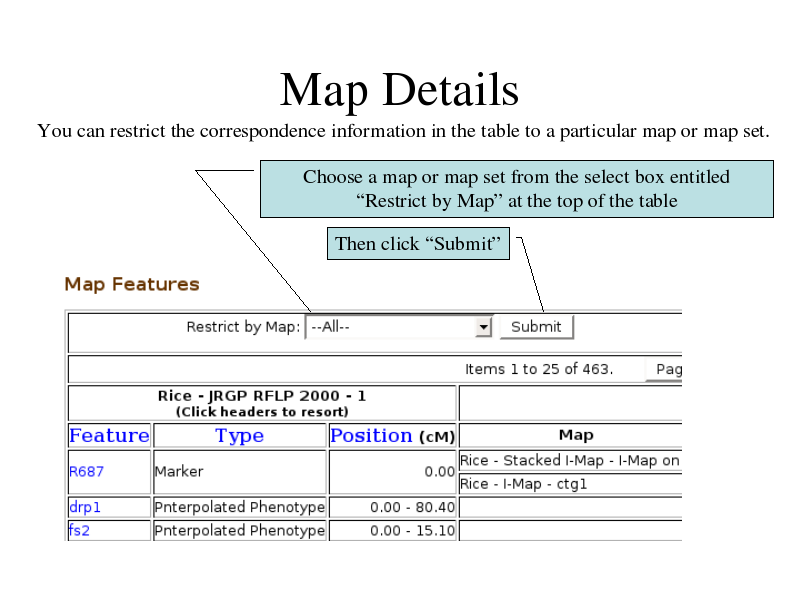 Map Details
You can restrict the correspondence information in the table to a particular map or map set.
Choose a map or map set from the select box entitled
“Restrict by Map” at the top of the table
Then click “Submit”
Map Features
Restrict by Map: --All-- Submit
Items 1 to 25 of 463. Pag
Rice - JRGP RFLP 2000 - 1
(Click headers to resort)
Feature Type Position (cM) Map
R687 Marker 0.00 Rice - Stacked I-Map - I-Map on
Rice - I-Map - ctg1
drp1 Pnterpolated Phenotype 0.00 - 80.40
fs2 Pnterpolated Phenotype 0.00 - 15.10